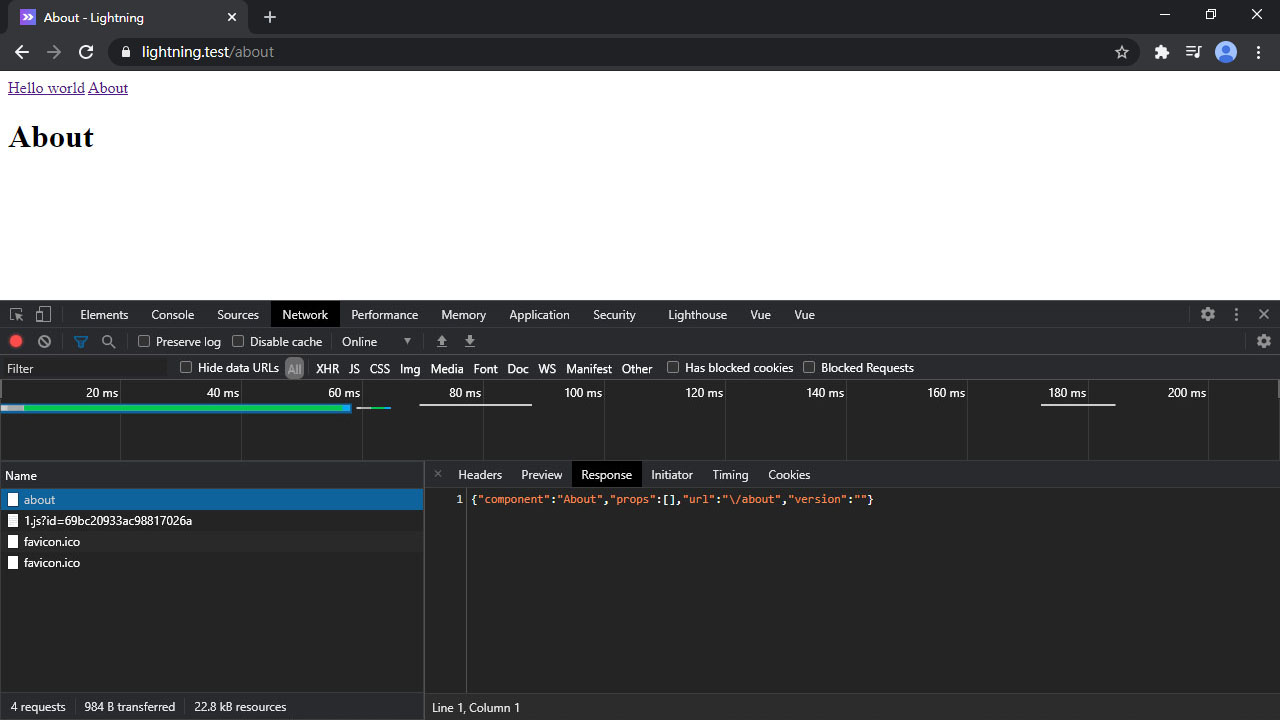 About - Lightning
lightning.test/about
Hello world About
About
Elements Console Sources Network Performance Memory Application Security Lighthouse Vue Vue
Preserve log Disable cache Online
Filter Hide data URLs All XHR JS CSS Img Media Font Doc WS Manifest Other Has blocked cookies Blocked Requests
20 ms 40 ms 60 ms 80 ms 100 ms 120 ms 140 ms 160 ms 180 ms 200 ms
Name
Headers Preview Response Initiator Timing Cookies
about
1 {"component":"About","props":[],"url":"\/about","version":""}
1.js?id=69bc20933ac98817026a
favicon.ico
favicon.ico
4 requests 984 B transferred 22.8 kB resources
Line 1, Column 1